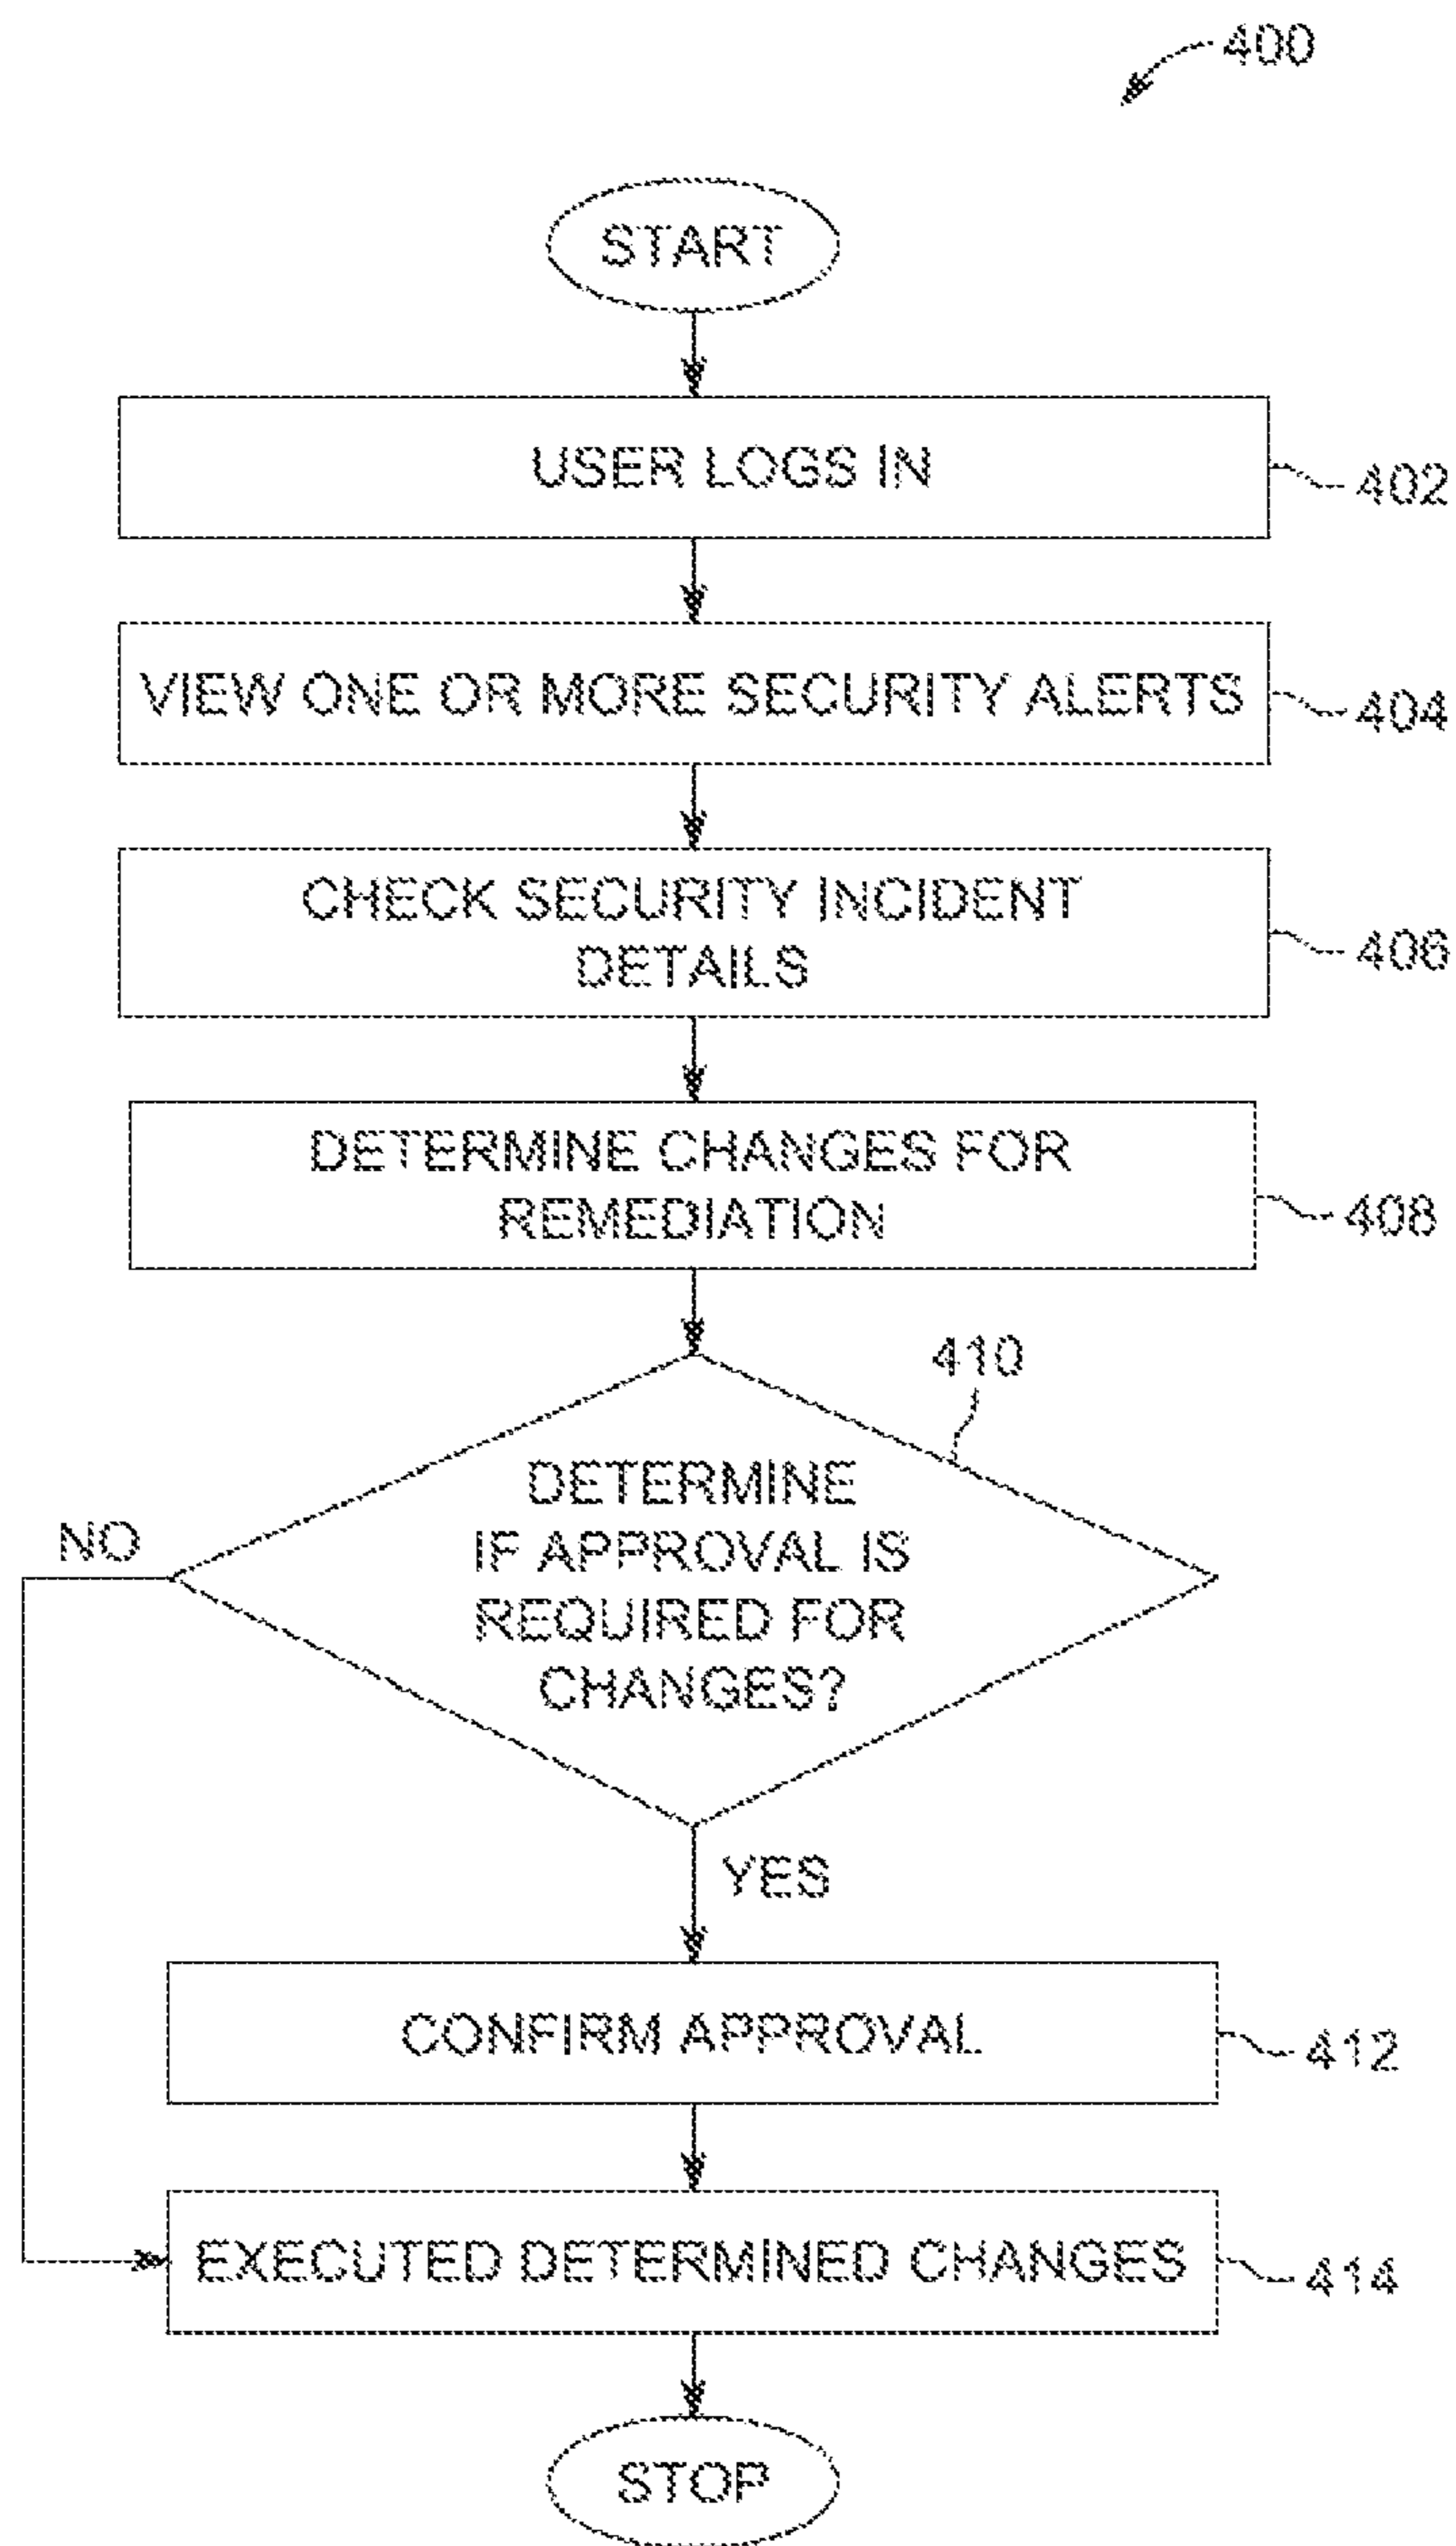 400
START
USER LOGS IN
402
VIEW ONE OR MORE SECURITY ALERTS
404
CHECK SECURITY INCIDENT
DETAILS
406
DETERMINE CHANGES FOR
REMEDIATION
408
410
DETERMINE
IF APPROVAL IS
REQUIRED FOR
CHANGES?
NO
YES
CONFIRM APPROVAL
412
EXECUTED DETERMINED CHANGES
414
STOP